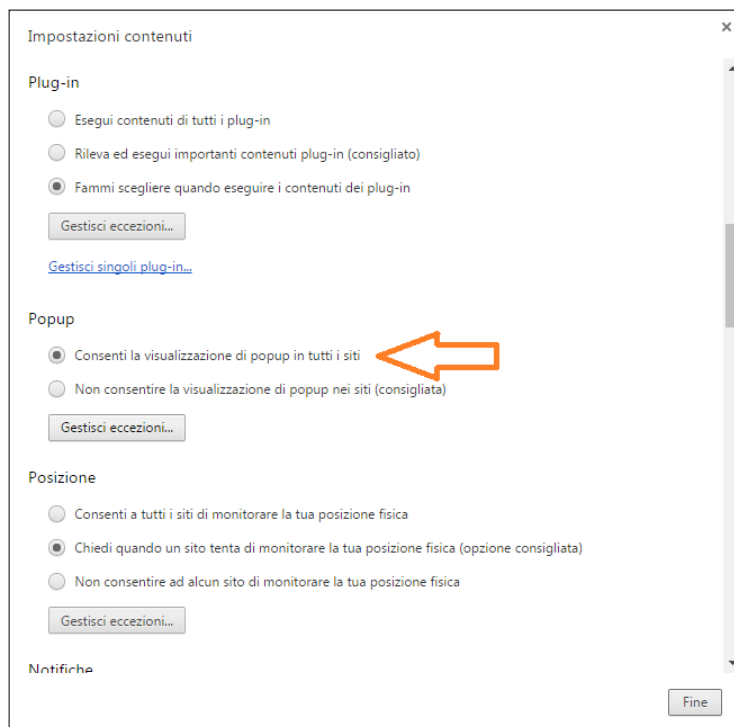 Impostazioni contenuti
Plug-in
Esegui contenuti di tutti i plug-in
Rileva ed esegui importanti contenuti plug-in (consigliato)
Fammi scegliere quando eseguire i contenuti dei plug-in
Gestisci eccezioni...
Gestisci singoli plug-in...
Popup
Consenti la visualizzazione di popup in tutti i siti
Non consentire la visualizzazione di popup nei siti (consigliata)
Gestisci eccezioni...
Posizione
Consenti a tutti i siti di monitorare la tua posizione fisica
Chiedi quando un sito tenta di monitorare la tua posizione fisica (opzione consigliata)
Non consentire ad alcun sito di monitorare la tua posizione fisica
Gestisci eccezioni...
Notifiche
Fine